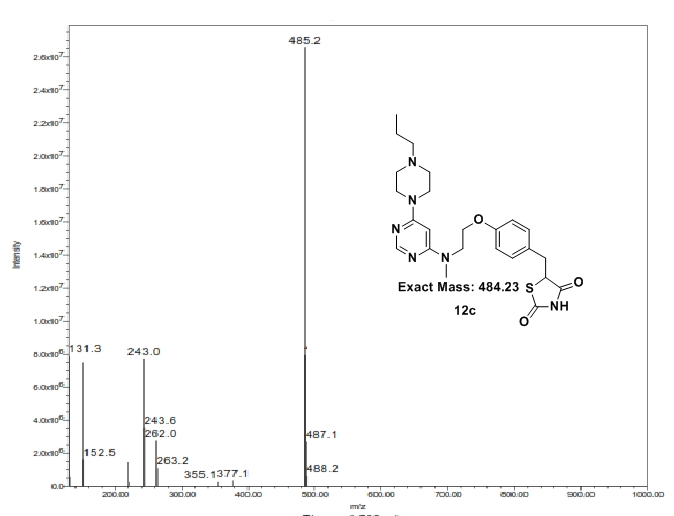 485.2
2.6x10^7
2.4x10^7
2.2x10^7
2.0x10^7
1.8x10^7
1.6x10^7
1.4x10^7
1.2x10^7
1.0x10^7
8.0x10^6
6.0x10^6
4.0x10^6
2.0x10^6
0.0
Intensity
131.3
152.5
243.0
243.6
262.0
263.2
355.1
377.1
487.1
488.2
N
N
N
N
N
O
S
O
NH
O
Exact Mass: 484.23
12c
200.00
300.00
400.00
500.00
600.00
700.00
800.00
900.00
1000.00
m/z